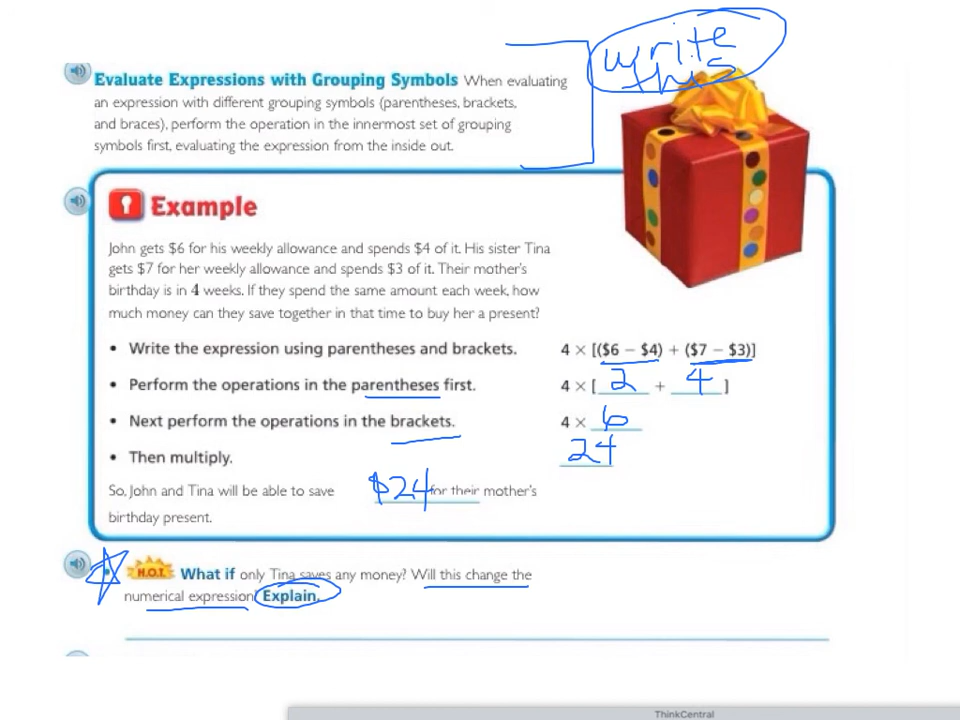 write
this
Evaluate Expressions with Grouping Symbols When evaluating
an expression with different grouping symbols (parentheses, brackets,
and braces), perform the operation in the innermost set of grouping
symbols first, evaluating the expression from the inside out.
Example
John gets $6 for his weekly allowance and spends $4 of it. His sister Tina
gets $7 for her weekly allowance and spends $3 of it. Their mother's
birthday is in 4 weeks. If they spend the same amount each week, how
much money can they save together in that time to buy her a present?
• Write the expression using parentheses and brackets. 4 × [($6 − $4) + ($7 − $3)]
• Perform the operations in the parentheses first. 4 × [ 2 + 4 ]
• Next perform the operations in the brackets. 4 × 6
• Then multiply. 24
So, John and Tina will be able to save $24 for their mother's
birthday present.
H.O.T. What if only Tina saves any money? Will this change the
numerical expression? Explain.
ThinkCentral